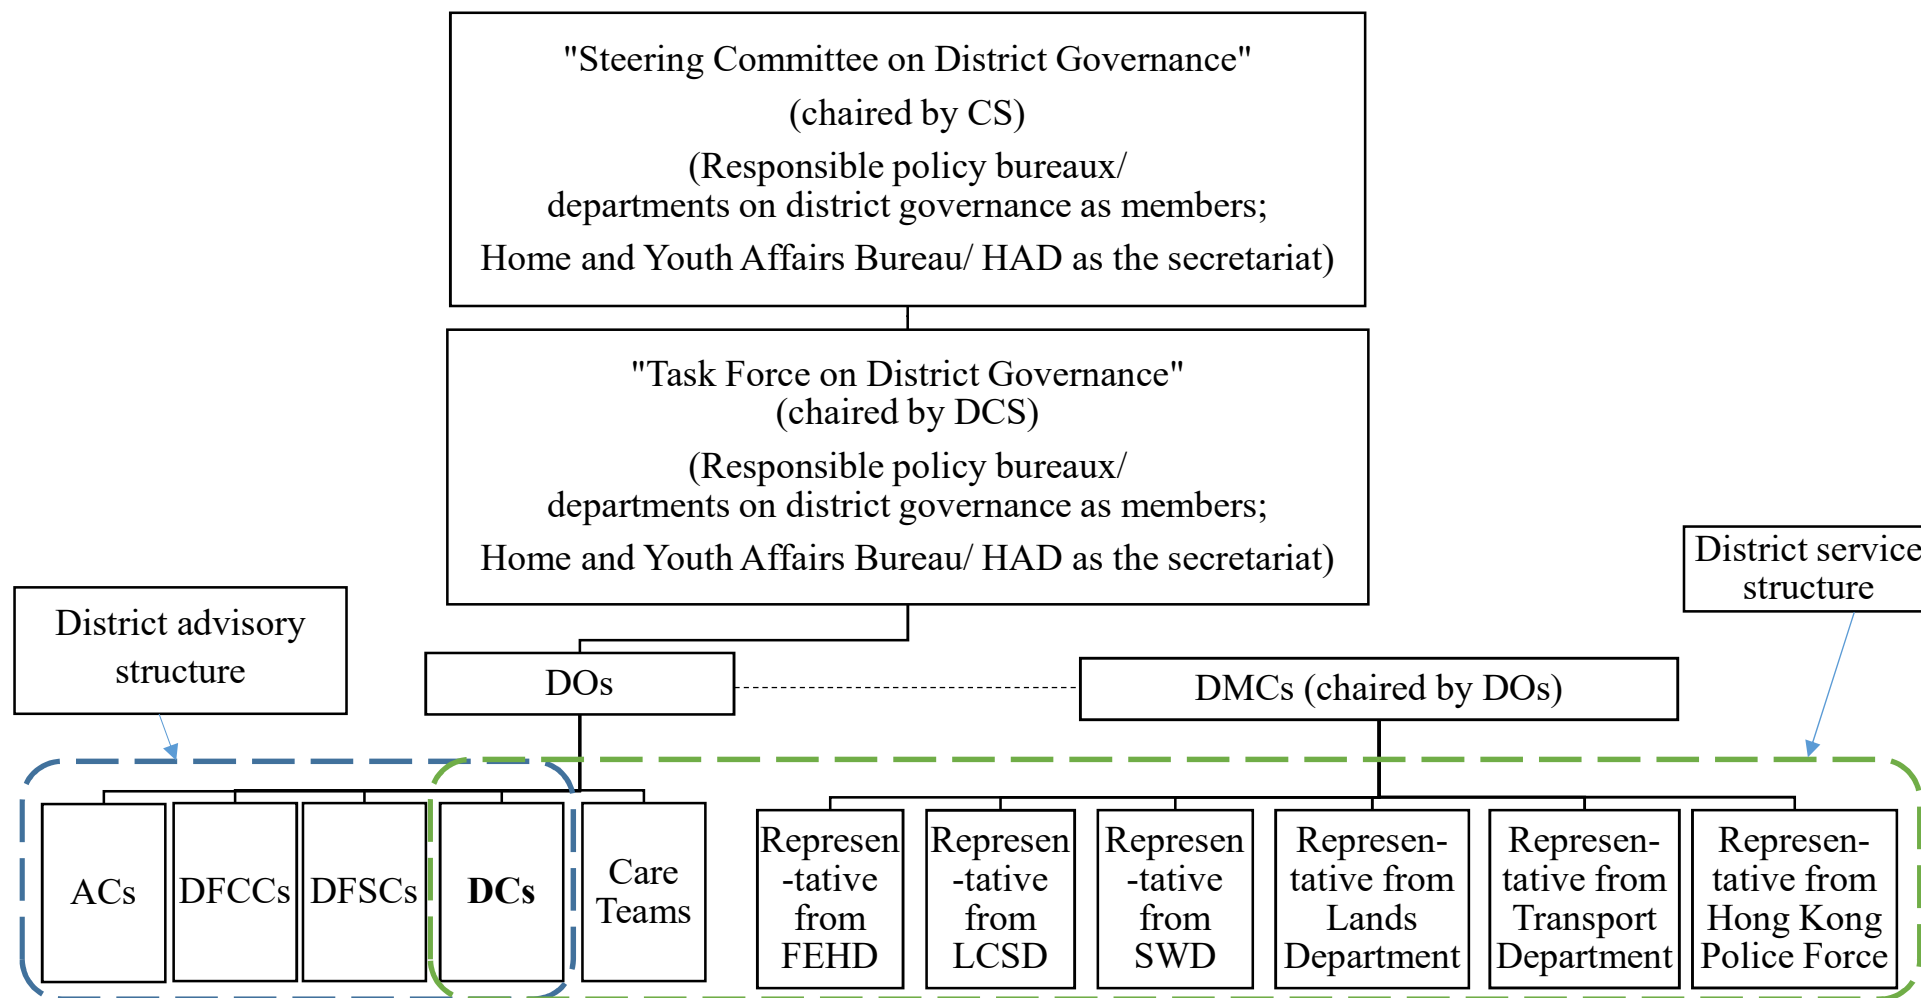 "Steering Committee on District Governance"
(chaired by CS)
(Responsible policy bureaux/
departments on district governance as members;
Home and Youth Affairs Bureau/ HAD as the secretariat)
"Task Force on District Governance"
(chaired by DCS)
(Responsible policy bureaux/
departments on district governance as members;
Home and Youth Affairs Bureau/ HAD as the secretariat)
District service
structure
District advisory
structure
DOs
DMCs (chaired by DOs)
ACs
DFCCs
DFSCs
DCs
Care
Teams
Represen
-tative
from
FEHD
Represen
-tative
from
LCSD
Represen
-tative
from
SWD
Represen-
tative from
Lands
Department
Represen-
tative from
Transport
Department
Represen-
tative from
Hong Kong
Police Force